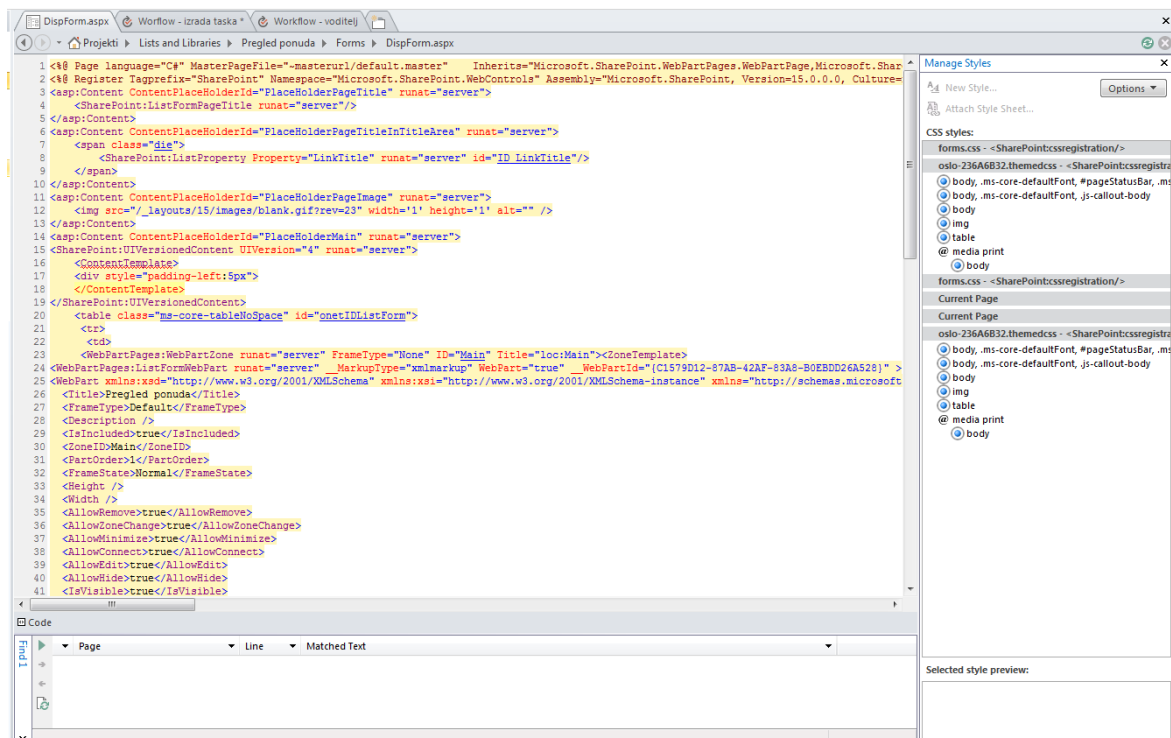 DispForm.aspx
Worflow - izrada taska *
Workflow - voditelj
Projekti
Lists and Libraries
Pregled ponuda
Forms
DispForm.aspx
1 <%@ Page language="C#" MasterPageFile="~masterurl/default.master"    Inherits="Microsoft.SharePoint.WebPartPages.WebPartPage,Microsoft.Shar
2 <%@ Register Tagprefix="SharePoint" Namespace="Microsoft.SharePoint.WebControls" Assembly="Microsoft.SharePoint, Version=15.0.0.0, Culture=
3 <asp:Content ContentPlaceHolderId="PlaceHolderPageTitle" runat="server">
4     <SharePoint:ListFormPageTitle runat="server"/>
5 </asp:Content>
6 <asp:Content ContentPlaceHolderId="PlaceHolderPageTitleInTitleArea" runat="server">
7     <span class="die">
8         <SharePoint:ListProperty Property="LinkTitle" runat="server" id="ID_LinkTitle"/>
9     </span>
10 </asp:Content>
11 <asp:Content ContentPlaceHolderId="PlaceHolderPageImage" runat="server">
12     <img src="/_layouts/15/images/blank.gif?rev=23" width='1' height='1' alt="" />
13 </asp:Content>
14 <asp:Content ContentPlaceHolderId="PlaceHolderMain" runat="server">
15 <SharePoint:UIVersionedContent UIVersion="4" runat="server">
16     <ContentTemplate>
17     <div style="padding-left:5px">
18     </ContentTemplate>
19 </SharePoint:UIVersionedContent>
20     <table class="ms-core-tableNoSpace" id="onetIDListForm">
21      <tr>
22       <td>
23      <WebPartPages:WebPartZone runat="server" FrameType="None" ID="Main" Title="loc:Main"><ZoneTemplate>
24 <WebPartPages:ListFormWebPart runat="server" __MarkupType="xmlmarkup" WebPart="true" __WebPartId="{C1579D12-87AB-42AF-83A8-B0EBDD26A528}" >
25 <WebPart xmlns:xsd="http://www.w3.org/2001/XMLSchema" xmlns:xsi="http://www.w3.org/2001/XMLSchema-instance" xmlns="http://schemas.microsoft
26   <Title>Pregled ponuda</Title>
27   <FrameType>Default</FrameType>
28   <Description />
29   <IsIncluded>true</IsIncluded>
30   <ZoneID>Main</ZoneID>
31   <PartOrder>1</PartOrder>
32   <FrameState>Normal</FrameState>
33   <Height />
34   <Width />
35   <AllowRemove>true</AllowRemove>
36   <AllowZoneChange>true</AllowZoneChange>
37   <AllowMinimize>true</AllowMinimize>
38   <AllowConnect>true</AllowConnect>
39   <AllowEdit>true</AllowEdit>
40   <AllowHide>true</AllowHide>
41   <IsVisible>true</IsVisible>
Code
Find 1
Page
Line
Matched Text
Manage Styles
New Style...
Options
Attach Style Sheet...
CSS styles:
forms.css - <SharePoint:cssregistration/>
oslo-236A6B32.themedcss - <SharePoint:cssregistra
body, .ms-core-defaultFont, #pageStatusBar, .ms
body, .ms-core-defaultFont, .js-callout-body
body
img
table
@ media print
body
forms.css - <SharePoint:cssregistration/>
Current Page
Current Page
oslo-236A6B32.themedcss - <SharePoint:cssregistra
body, .ms-core-defaultFont, #pageStatusBar, .ms
body, .ms-core-defaultFont, .js-callout-body
body
img
table
@ media print
body
Selected style preview: